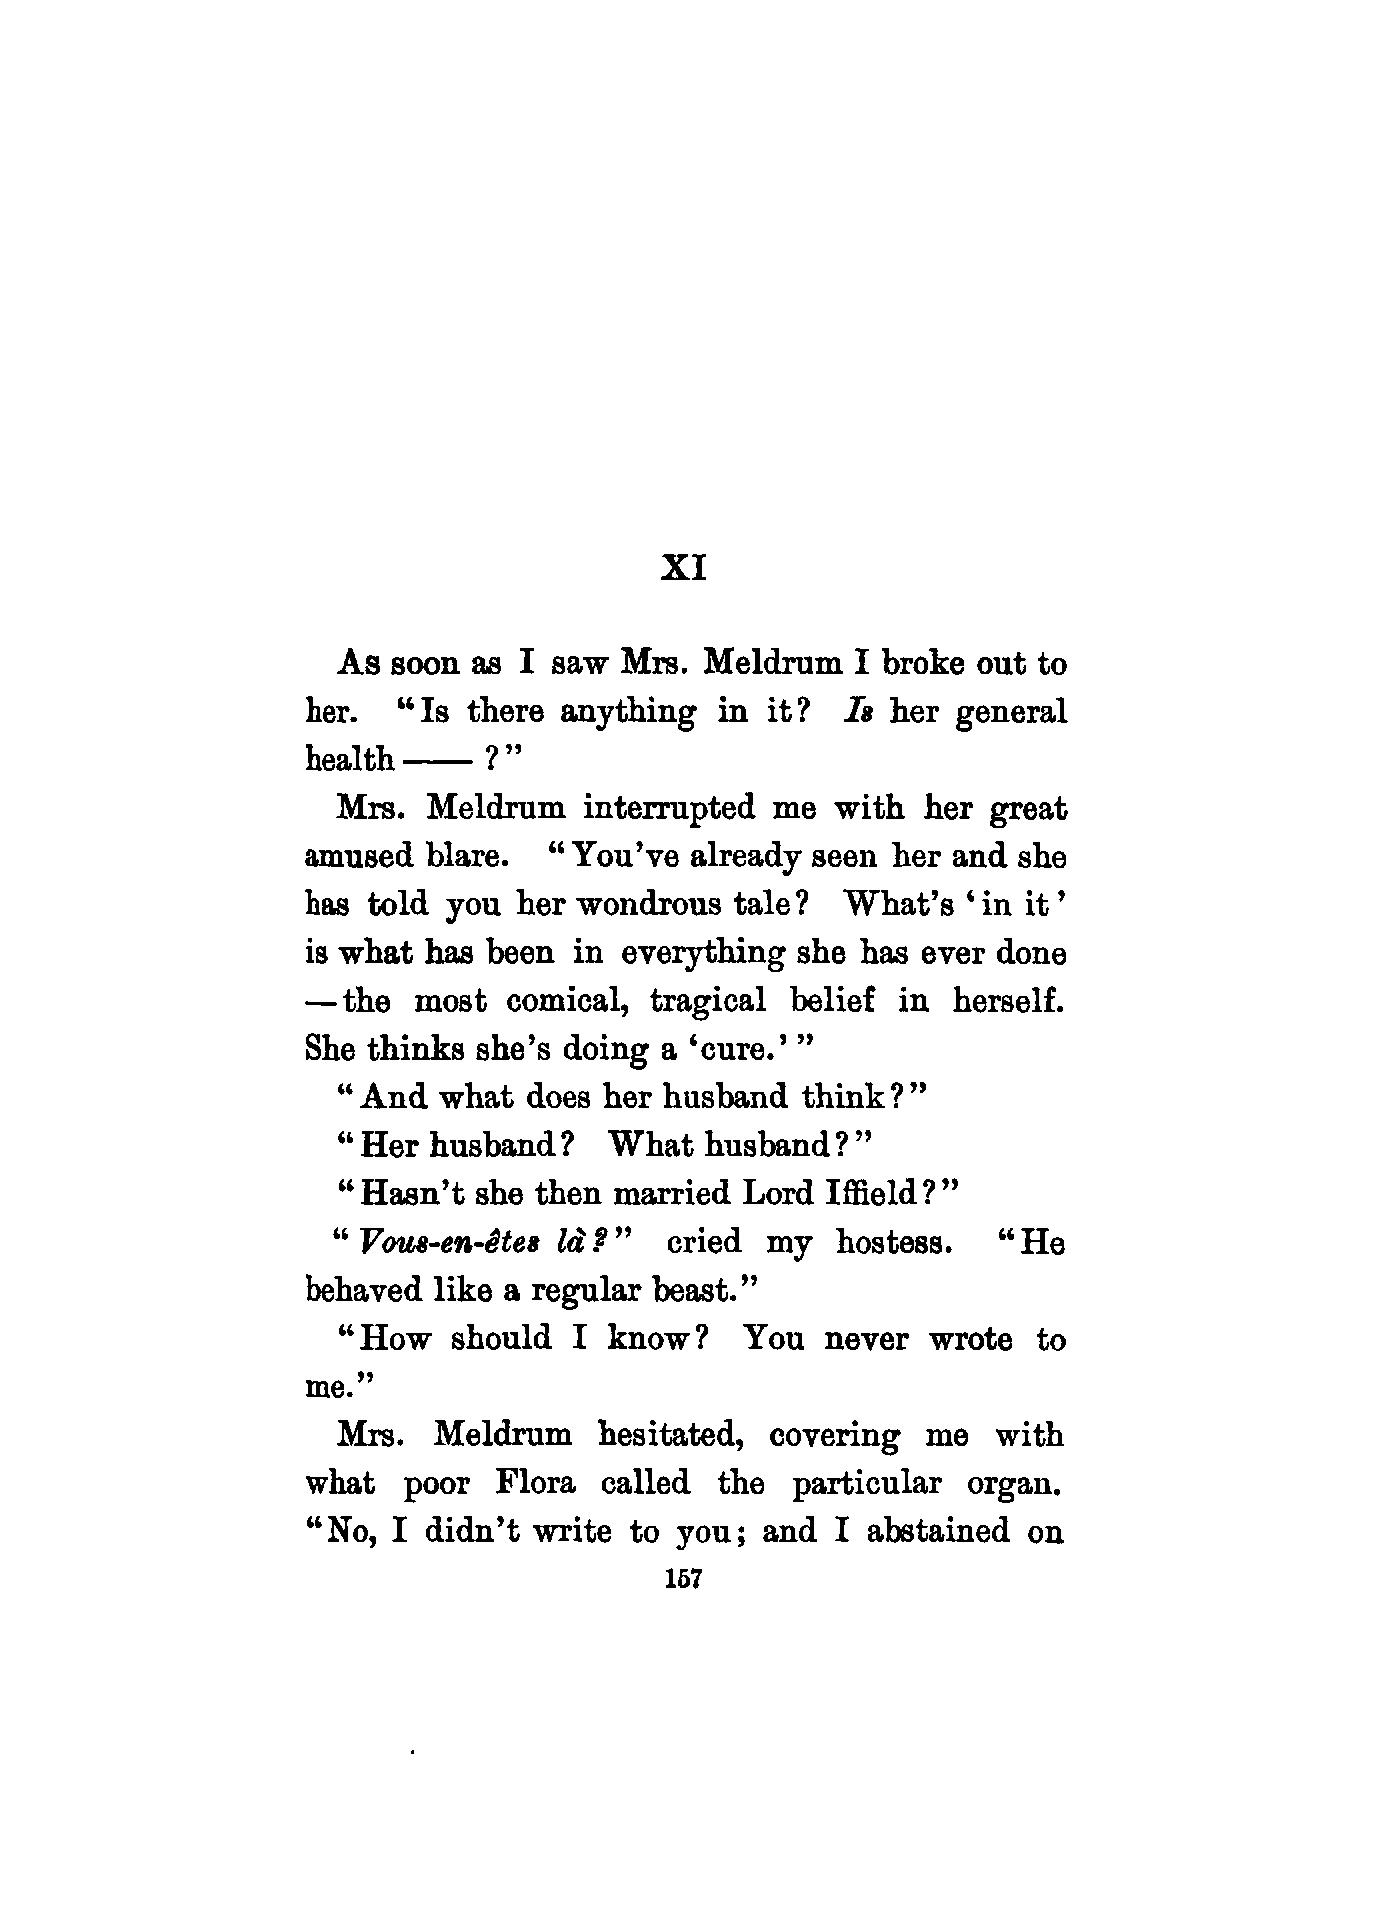 XI
As soon as I saw Mrs. Meldrum I broke out to
her. “Is there anything in it? Is her general
health —— ?”
Mrs. Meldrum interrupted me with her great
amused blare. “You’ve already seen her and she
has told you her wondrous tale? What’s ‘in it’
is what has been in everything she has ever done
—the most comical, tragical belief in herself.
She thinks she’s doing a ‘cure.’”
“And what does her husband think?”
“Her husband? What husband?”
“Hasn’t she then married Lord Iffield?”
“Vous-en-êtes là?” cried my hostess. “He
behaved like a regular beast.”
“How should I know? You never wrote to
me.”
Mrs. Meldrum hesitated, covering me with
what poor Flora called the particular organ.
“No, I didn’t write to you; and I abstained on
157